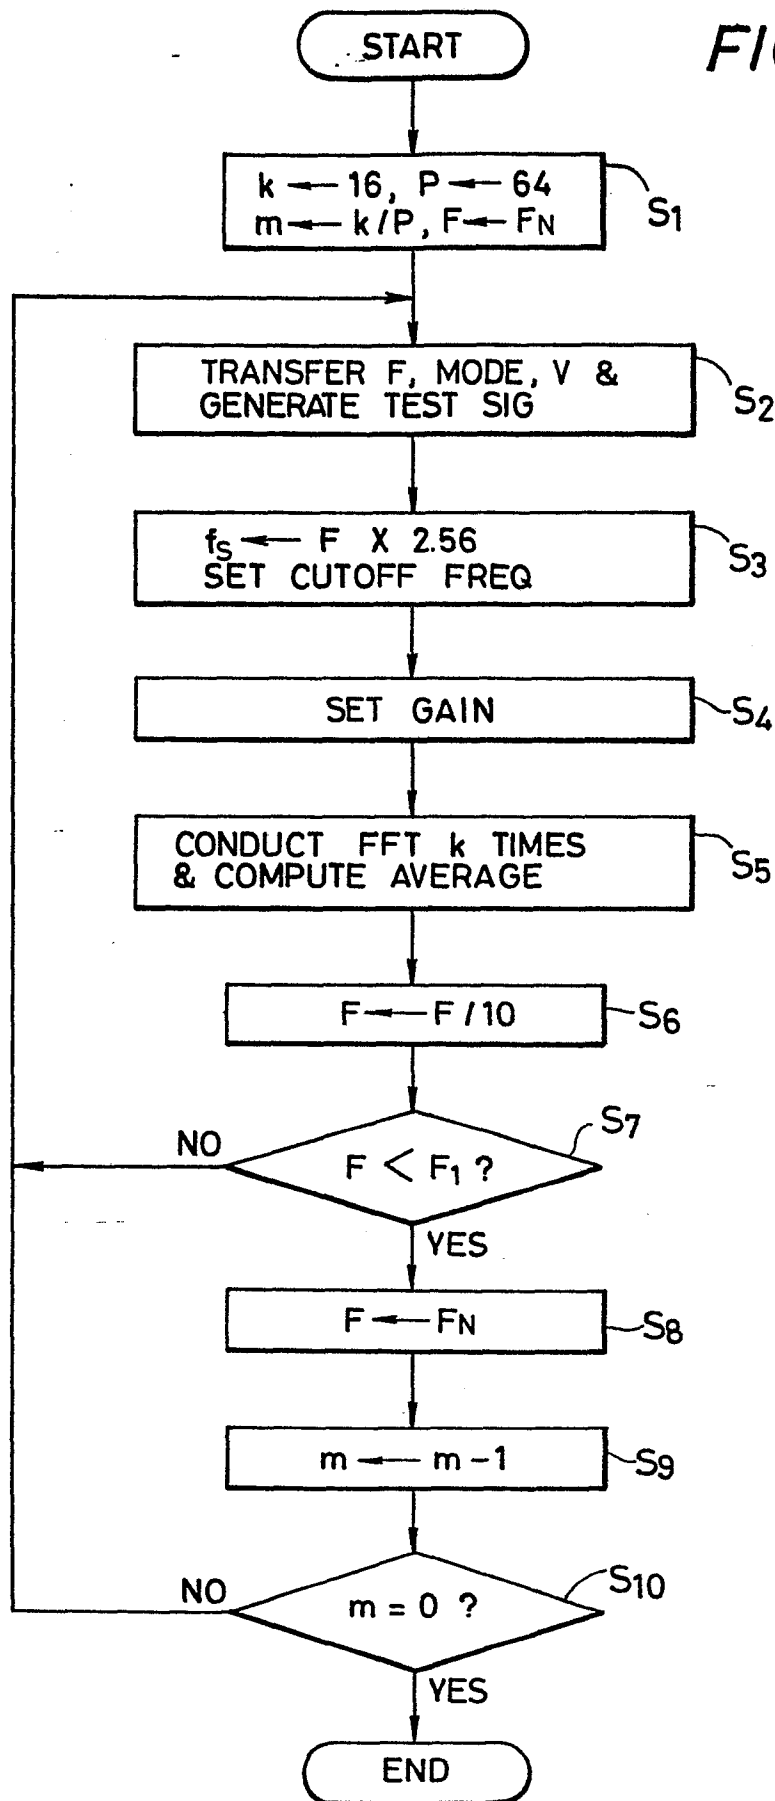 START
FIG
k ← 16, P ← 64
m ← k/P, F ← FN
S1
TRANSFER F, MODE, V &
GENERATE TEST SIG
S2
fS ← F X 2.56
SET CUTOFF FREQ
S3
SET GAIN
S4
CONDUCT FFT k TIMES
& COMPUTE AVERAGE
S5
F ← F/10
S6
S7
NO
F < F1 ?
YES
F ← FN
S8
m ← m-1
S9
S10
NO
m = 0 ?
YES
END